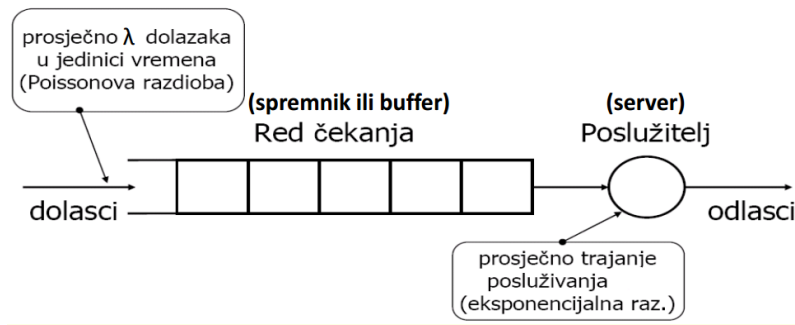 prosječno λ dolazaka
u jedinici vremena
(Poissonova razdioba)
(spremnik ili buffer)
Red čekanja
(server)
Poslužitelj
dolasci
odlasci
prosječno trajanje
posluživanja
(eksponencijalna raz.)